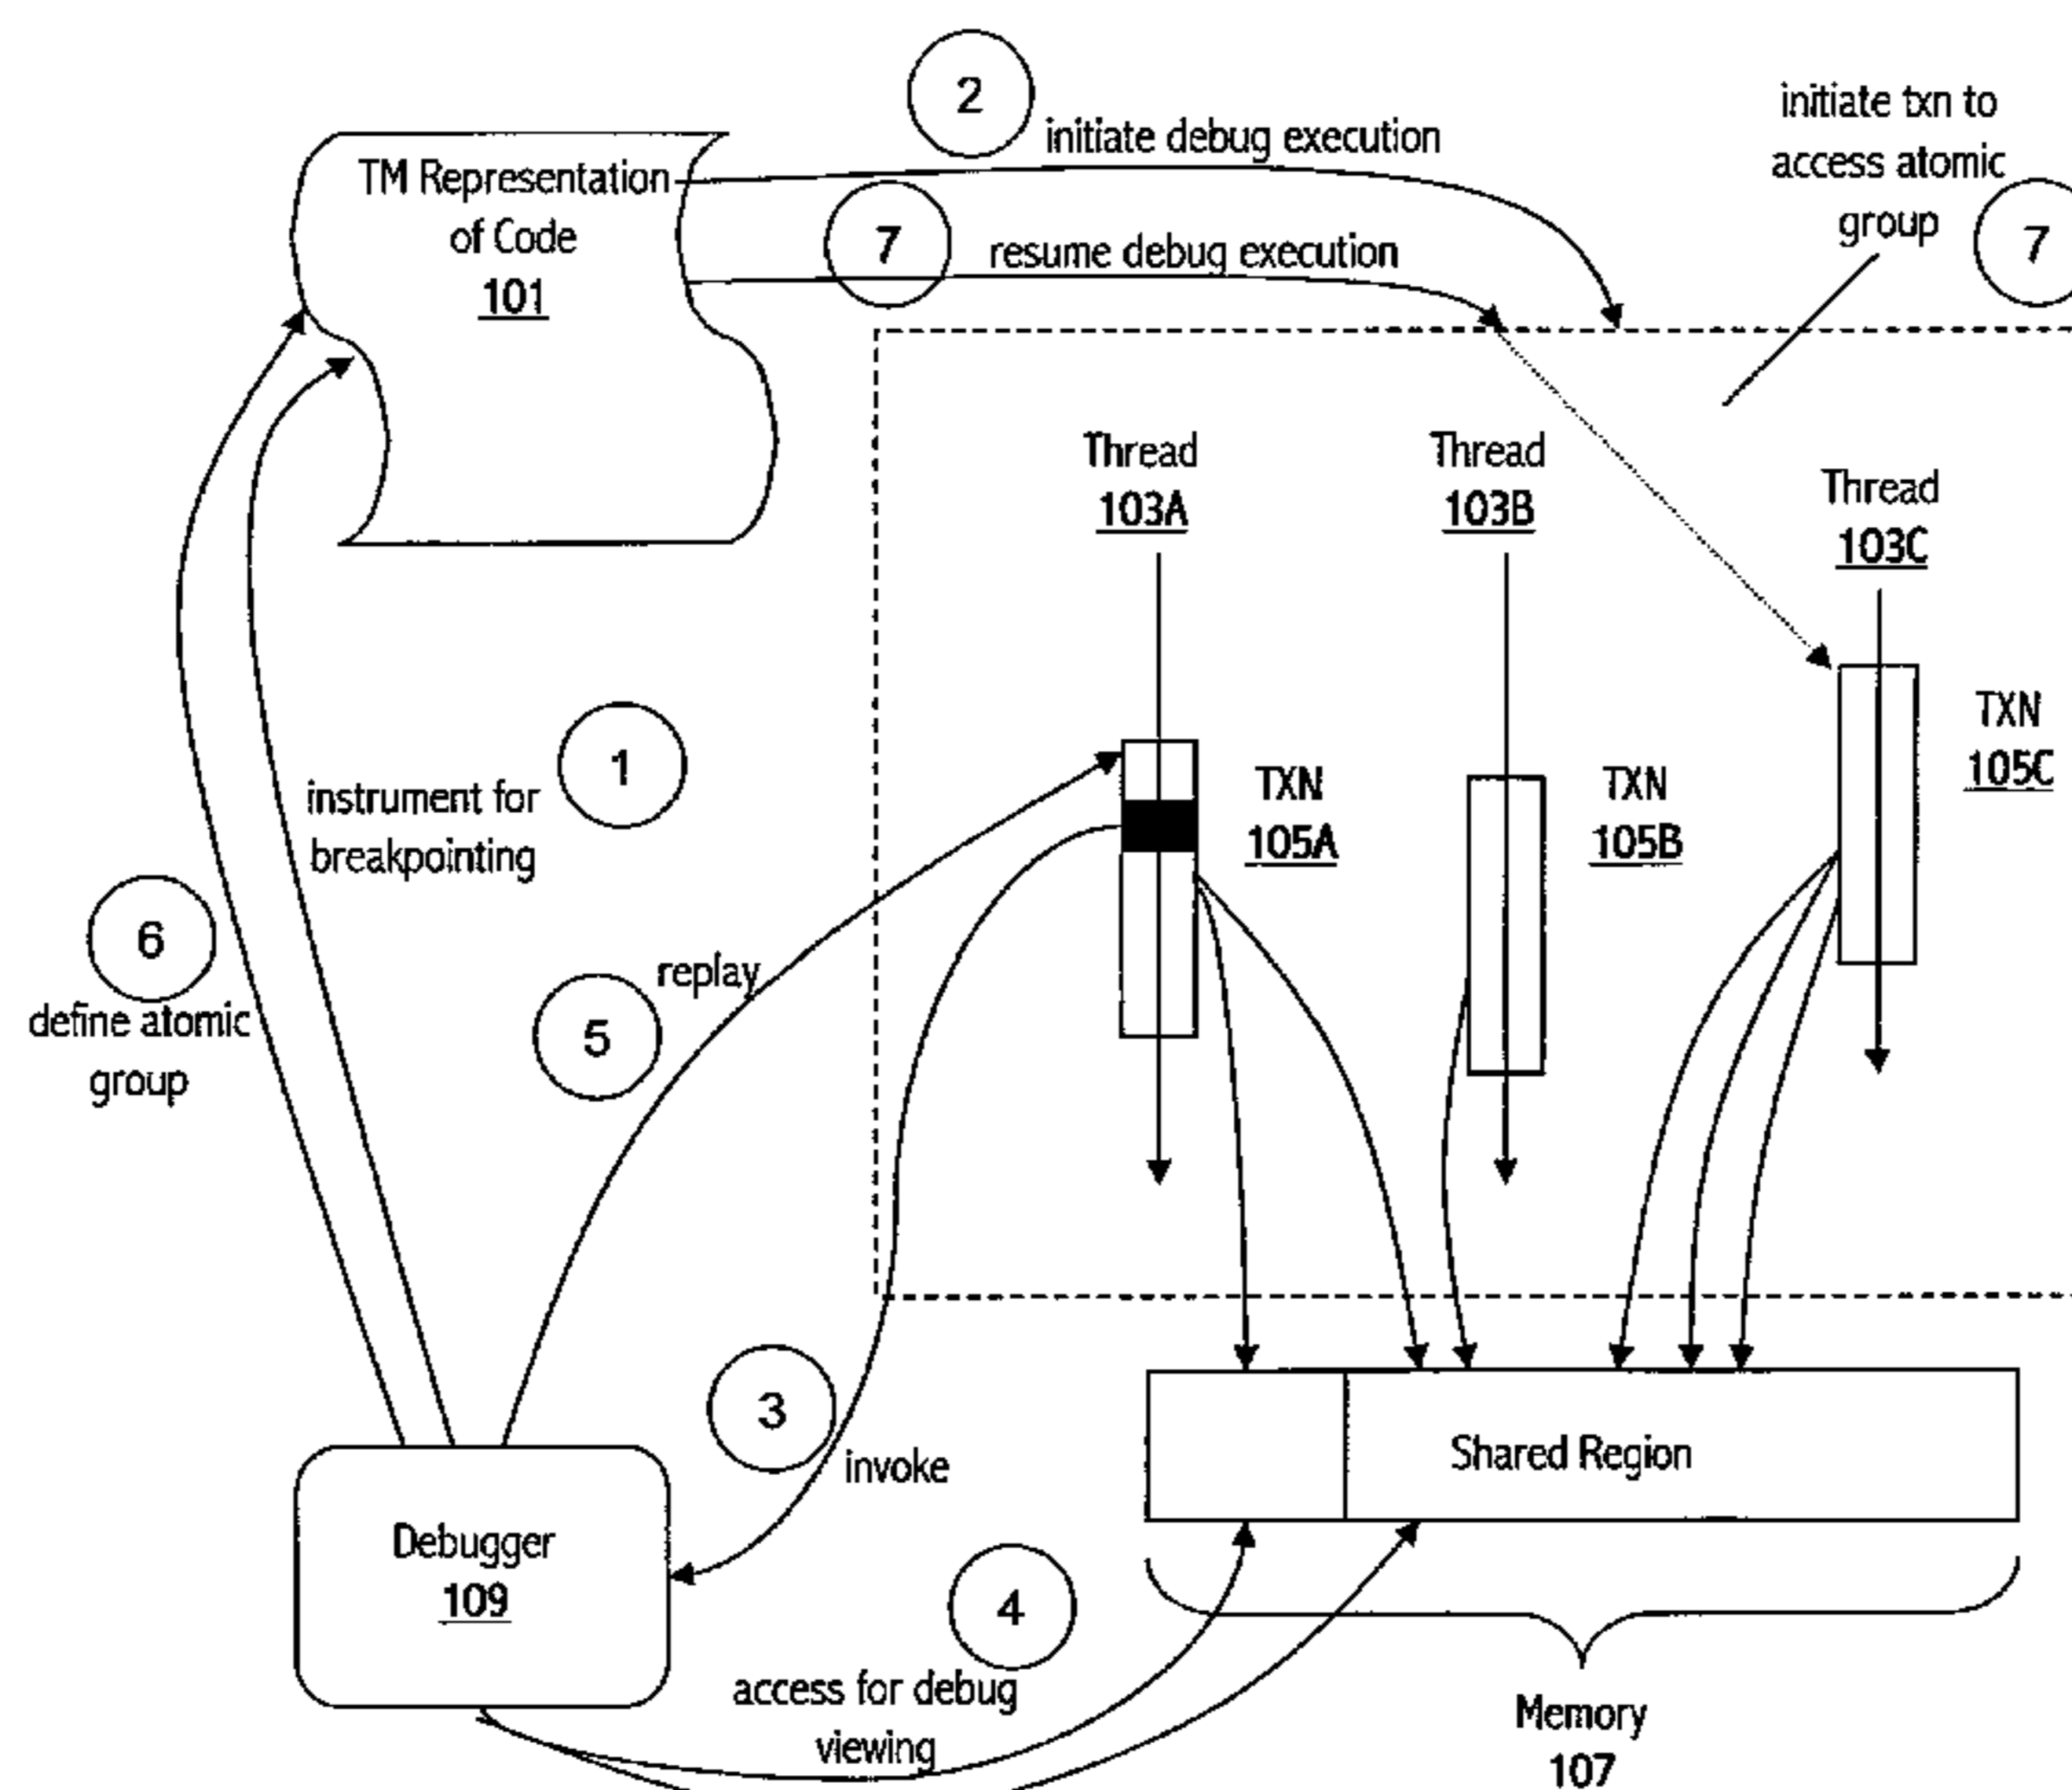 2
initiate debug execution
initiate txn to
access atomic
group
7
TM Representation
of Code
101
7
resume debug execution
Thread
103A
Thread
103B
Thread
103C
TXN
105A
TXN
105B
TXN
105C
1
instrument for
breakpointing
6
define atomic
group
5
replay
3
invoke
Shared Region
Debugger
109
4
access for debug
viewing
Memory
107